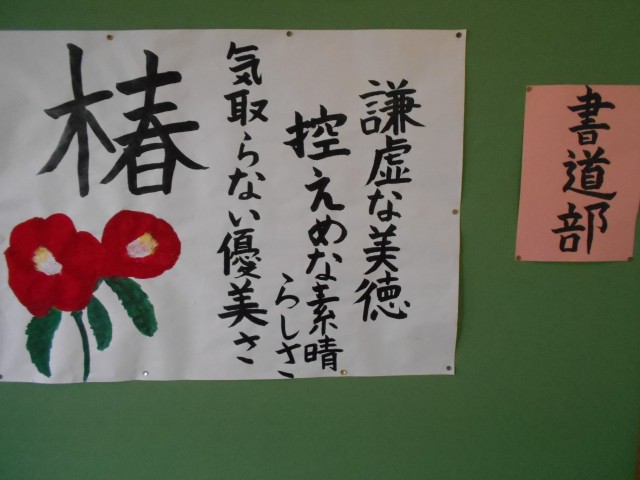 書道部
謙虚な美徳
控えめな素晴
らしさ
気取らない優美さ
椿